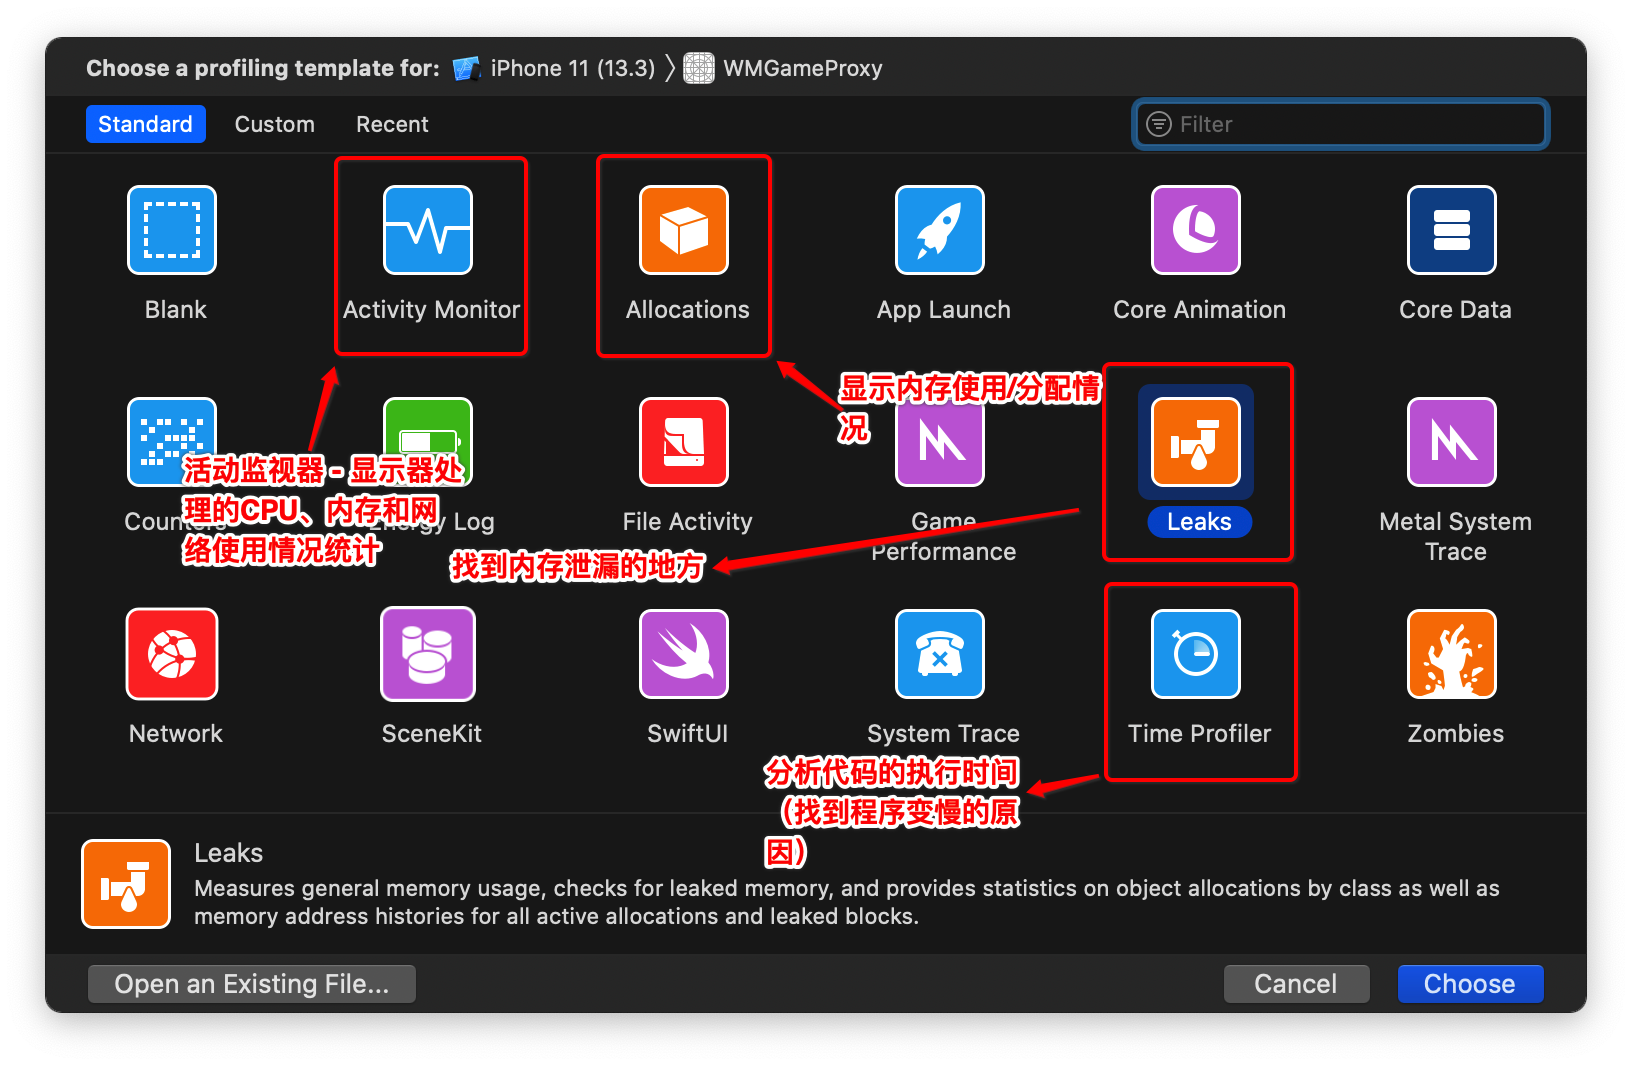 Choose a profiling template for: iPhone 11 (13.3) 〉 WMGameProxy
Standard Custom Recent
Filter
Blank
Activity Monitor
Allocations
App Launch
Core Animation
Core Data
显示内存使用/分配情
况
活动监视器 - 显示器处
理的CPU、内存和网
络使用情况统计
Counters
Energy Log
File Activity
Game
Performance
Leaks
Metal System
Trace
找到内存泄漏的地方
Network
SceneKit
SwiftUI
System Trace
Time Profiler
Zombies
分析代码的执行时间
（找到程序变慢的原
因）
Leaks
Measures general memory usage, checks for leaked memory, and provides statistics on object allocations by class as well as
memory address histories for all active allocations and leaked blocks.
Open an Existing File...
Cancel
Choose